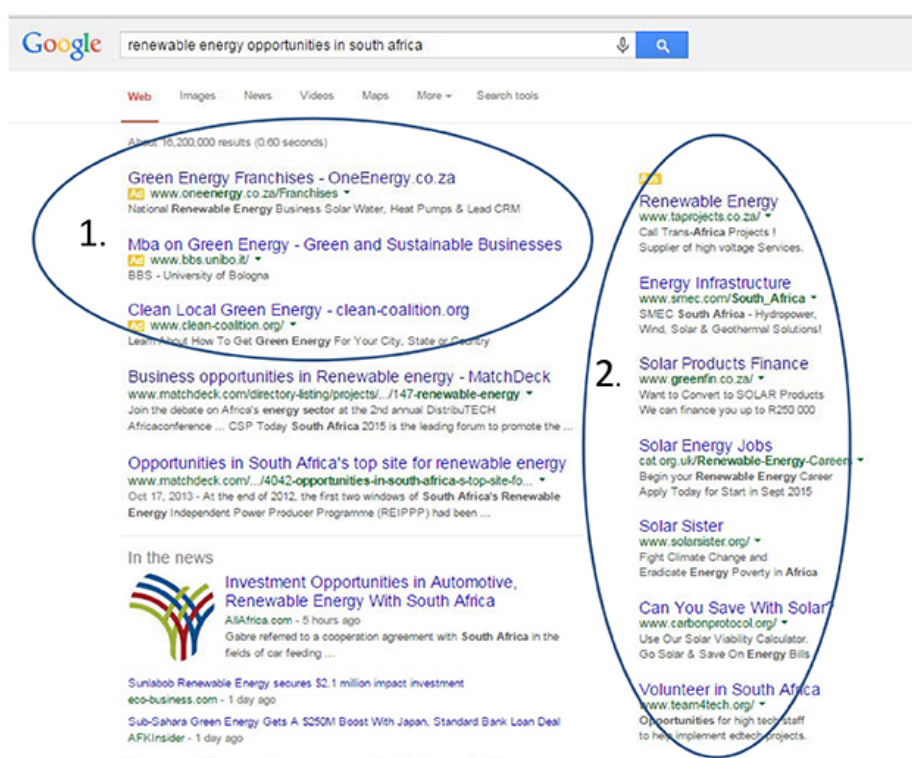 Google
renewable energy opportunities in south africa
Web Images News Videos Maps More Search tools
About 16,200,000 results (0.60 seconds)
1.
Green Energy Franchises - OneEnergy.co.za
Ad www.oneenergy.co.za/Franchises
National Renewable Energy Business Solar Water, Heat Pumps & Lead CRM
Mba on Green Energy - Green and Sustainable Businesses
Ad www.bbs.unibo.it/
BBS - University of Bologna
Clean Local Green Energy - clean-coalition.org
Ad www.clean-coalition.org/
Learn About How To Get Green Energy For Your City, State or Country
Business opportunities in Renewable energy - MatchDeck
www.matchdeck.com/directory-listing/projects/.../147-renewable-energy
Join the debate on Africa's energy sector at the 2nd annual DistribuTECH
Africaconference ... CSP Today South Africa 2015 is the leading forum to promote the ...
Opportunities in South Africa's top site for renewable energy
www.matchdeck.com/.../4042-opportunities-in-south-africa-s-top-site-fo...
Oct 17, 2013 - At the end of 2012, the first two windows of South Africa's Renewable
Energy Independent Power Producer Programme (REIPPP) had been ...
In the news
Investment Opportunities in Automotive,
Renewable Energy With South Africa
AllAfrica.com - 5 hours ago
Gabre referred to a cooperation agreement with South Africa in the
fields of car feeding ...
Sunlabob Renewable Energy secures $2.1 million impact investment
eco-business.com - 1 day ago
Sub-Sahara Green Energy Gets A $250M Boost With Japan, Standard Bank Loan Deal
AFKInsider - 1 day ago
2.
Ads
Renewable Energy
www.taprojects.co.za/
Call Trans-Africa Projects !
Supplier of high voltage Services.
Energy Infrastructure
www.smec.com/South_Africa
SMEC South Africa - Hydropower,
Wind, Solar & Geothermal Solutions!
Solar Products Finance
www.greenfin.co.za/
Want to Convert to SOLAR Products
We can finance you up to R250 000
Solar Energy Jobs
cat.org.uk/Renewable-Energy-Careers
Begin your Renewable Energy Career
Apply Today for Start in Sept 2015
Solar Sister
www.solarsister.org/
Fight Climate Change and
Eradicate Energy Poverty in Africa
Can You Save With Solar?
www.carbonprotocol.org/
Use Our Solar Viability Calculator.
Go Solar & Save On Energy Bills
Volunteer in South Africa
www.team4tech.org/
Opportunities for high tech staff
to help implement edtech projects.